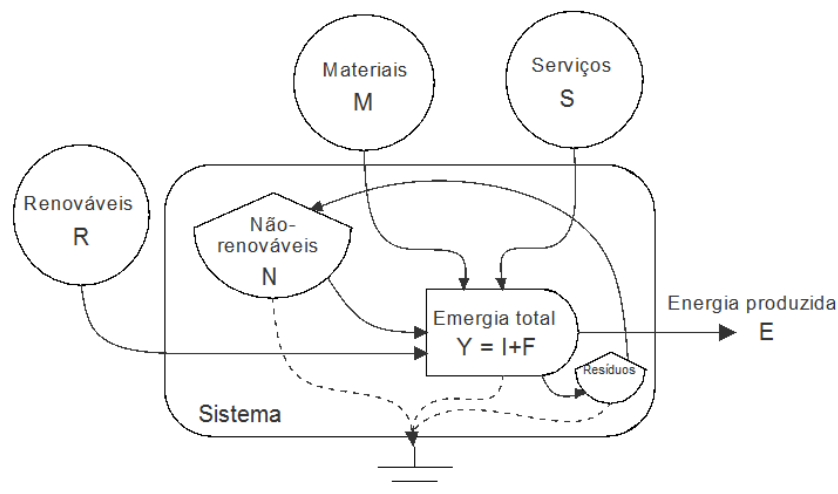 Materiais
M
Serviços
S
Renováveis
R
Não-
renováveis
N
Emergia total
Y = I+F
Energia produzida
E
Resíduos
Sistema